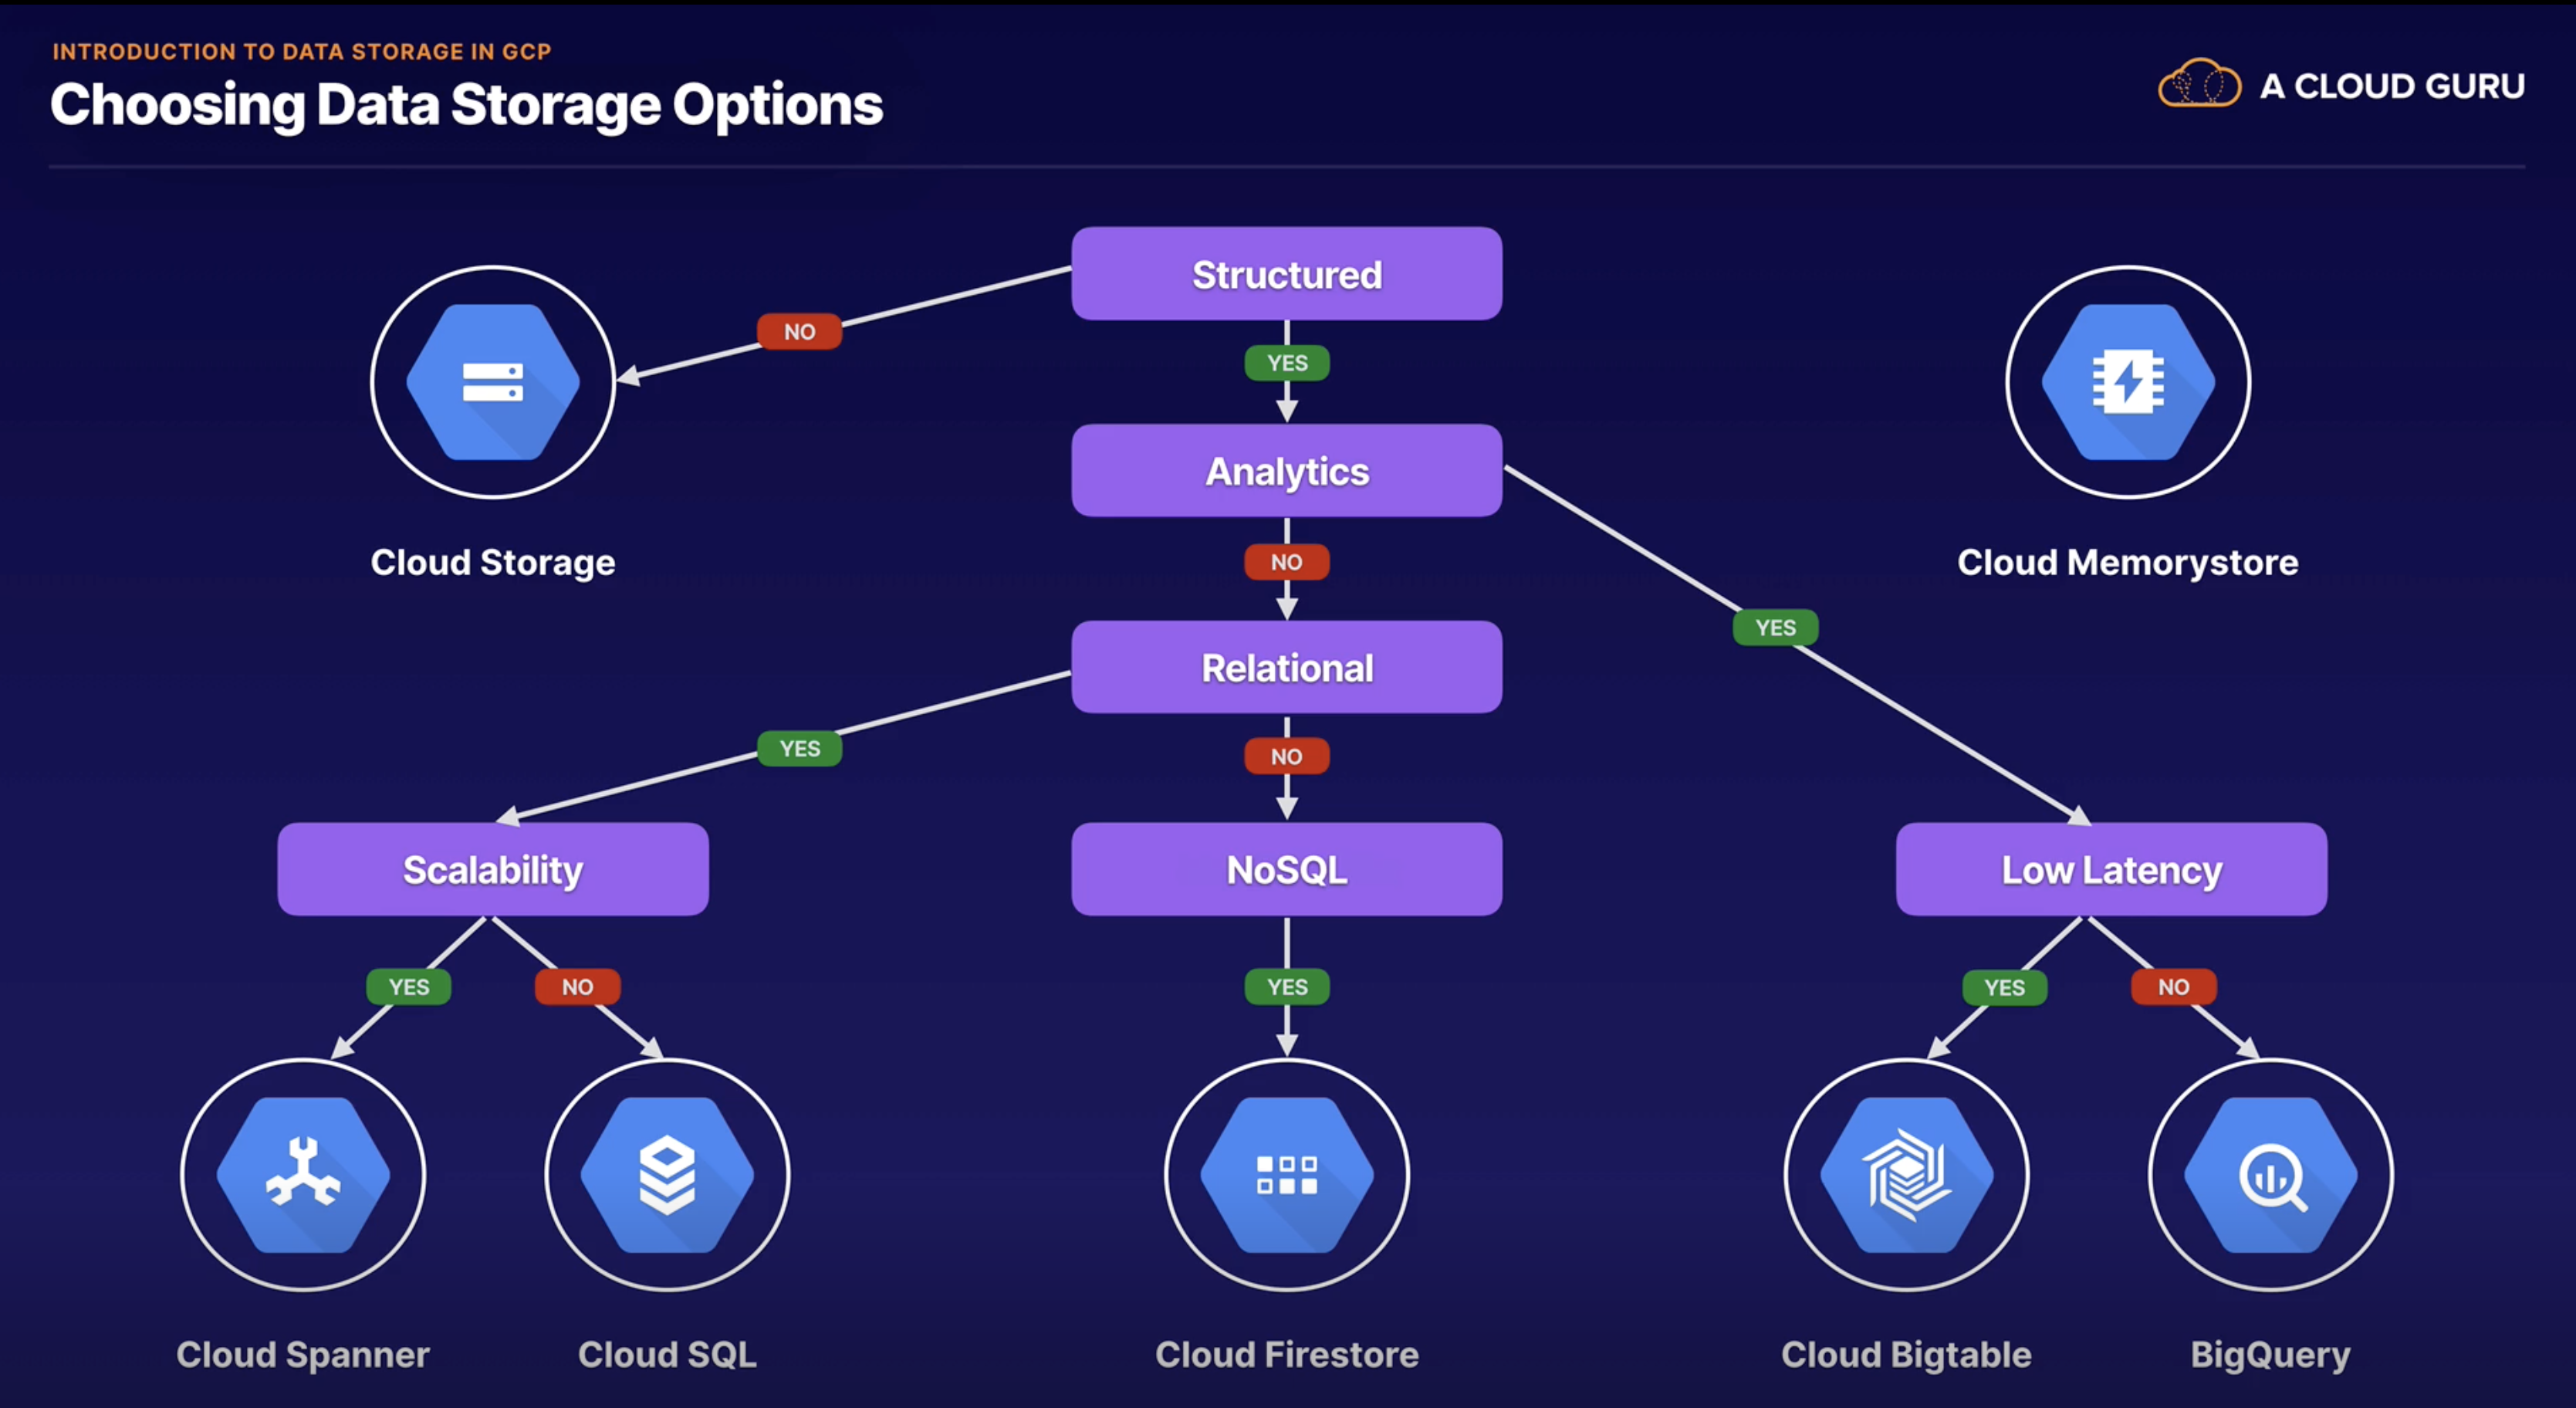 INTRODUCTION TO DATA STORAGE IN GCP
Choosing Data Storage Options
A CLOUD GURU
Structured
NO
YES
Analytics
Cloud Storage
NO
Cloud Memorystore
YES
Relational
YES
NO
Scalability
NoSQL
Low Latency
YES
NO
YES
YES
NO
Cloud Spanner
Cloud SQL
Cloud Firestore
Cloud Bigtable
BigQuery